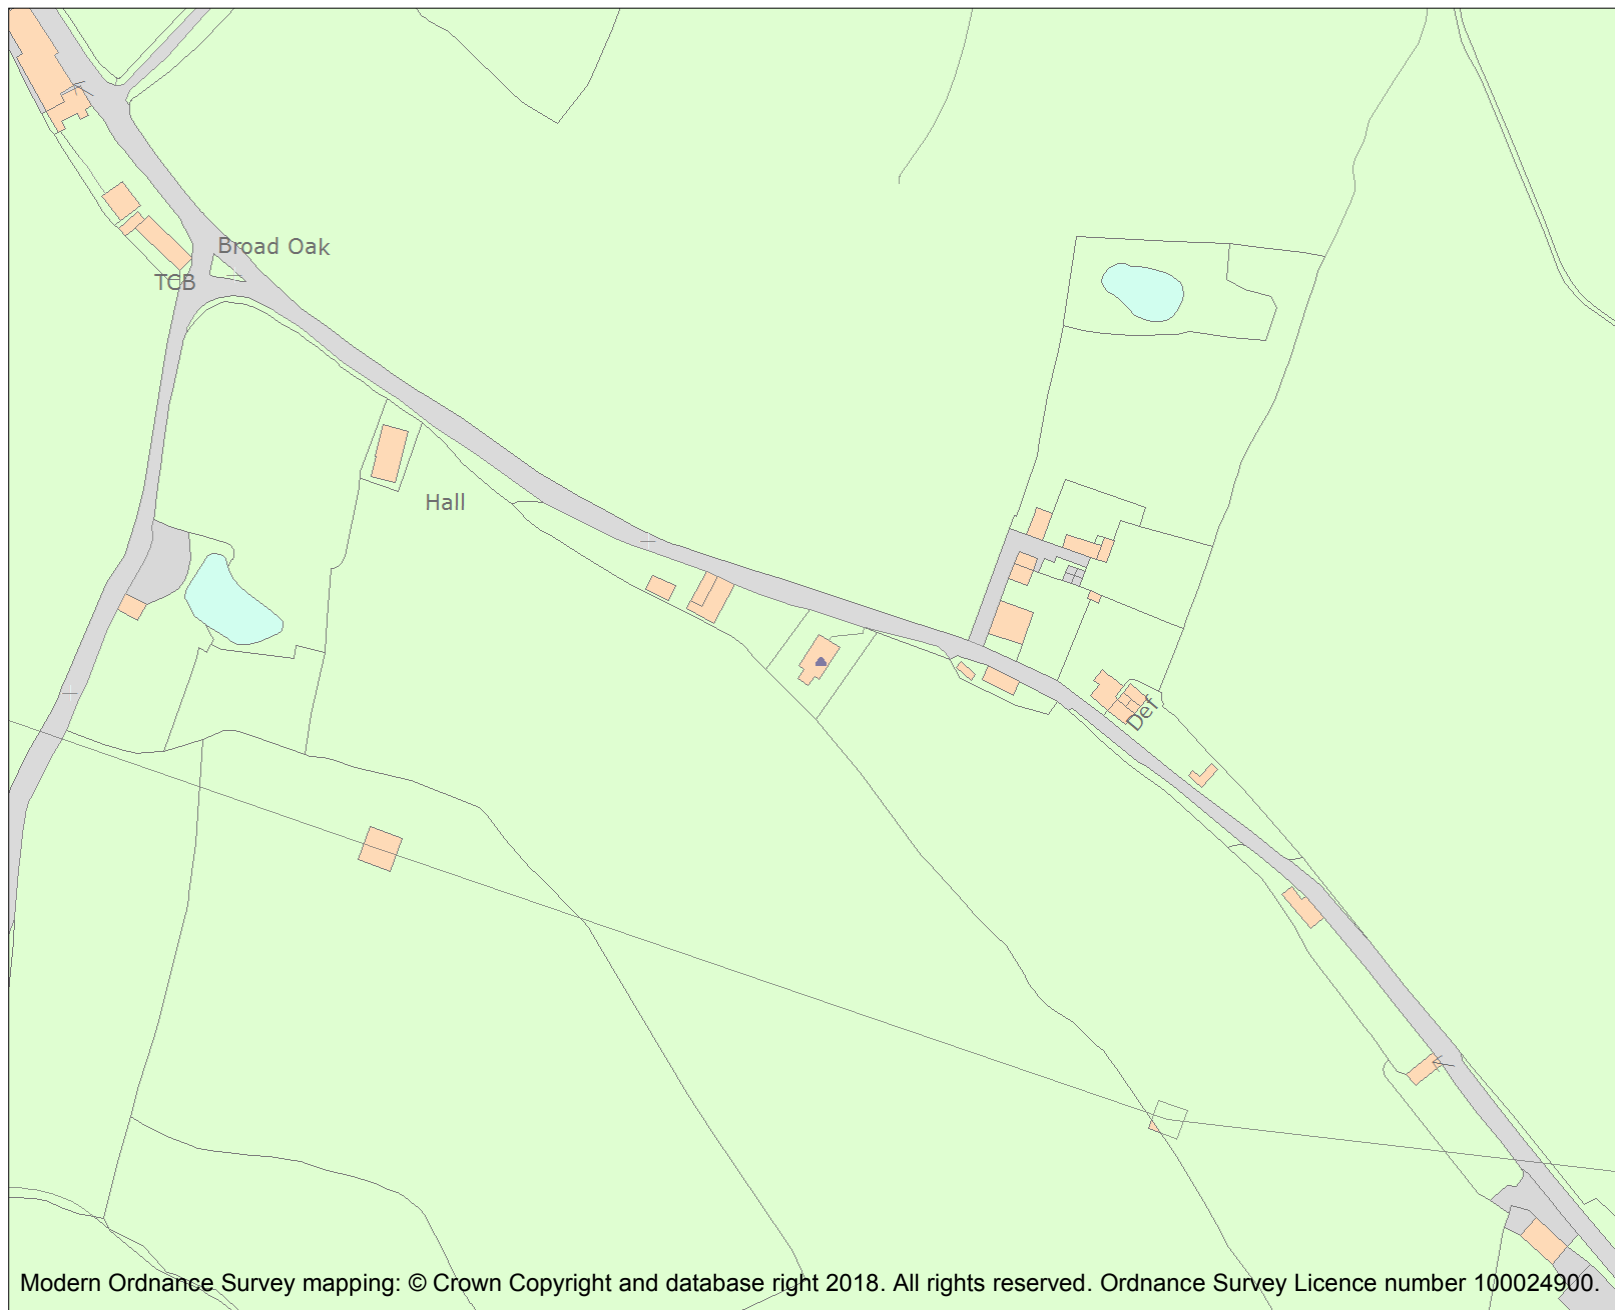 Broad Oak
TCB
Hall
Def
Modern Ordnance Survey mapping: © Crown Copyright and database right 2018. All rights reserved. Ordnance Survey Licence number 100024900.